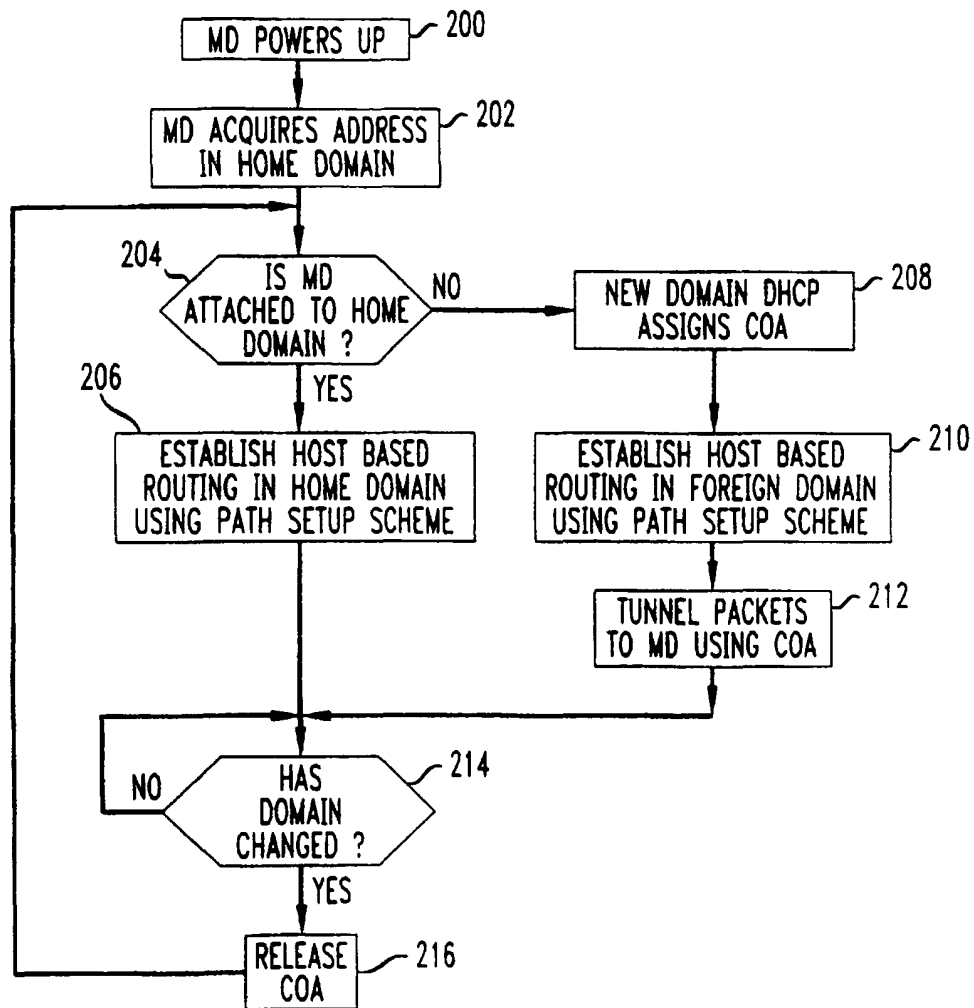 MD POWERS UP
200
MD ACQUIRES ADDRESS
IN HOME DOMAIN
202
204
IS MD
ATTACHED TO HOME
DOMAIN ?
NO
YES
NEW DOMAIN DHCP
ASSIGNS COA
208
206
ESTABLISH HOST BASED
ROUTING IN HOME DOMAIN
USING PATH SETUP SCHEME
ESTABLISH HOST BASED
ROUTING IN FOREIGN DOMAIN
USING PATH SETUP SCHEME
210
TUNNEL PACKETS
TO MD USING COA
212
NO
HAS
DOMAIN
CHANGED ?
214
YES
RELEASE
COA
216